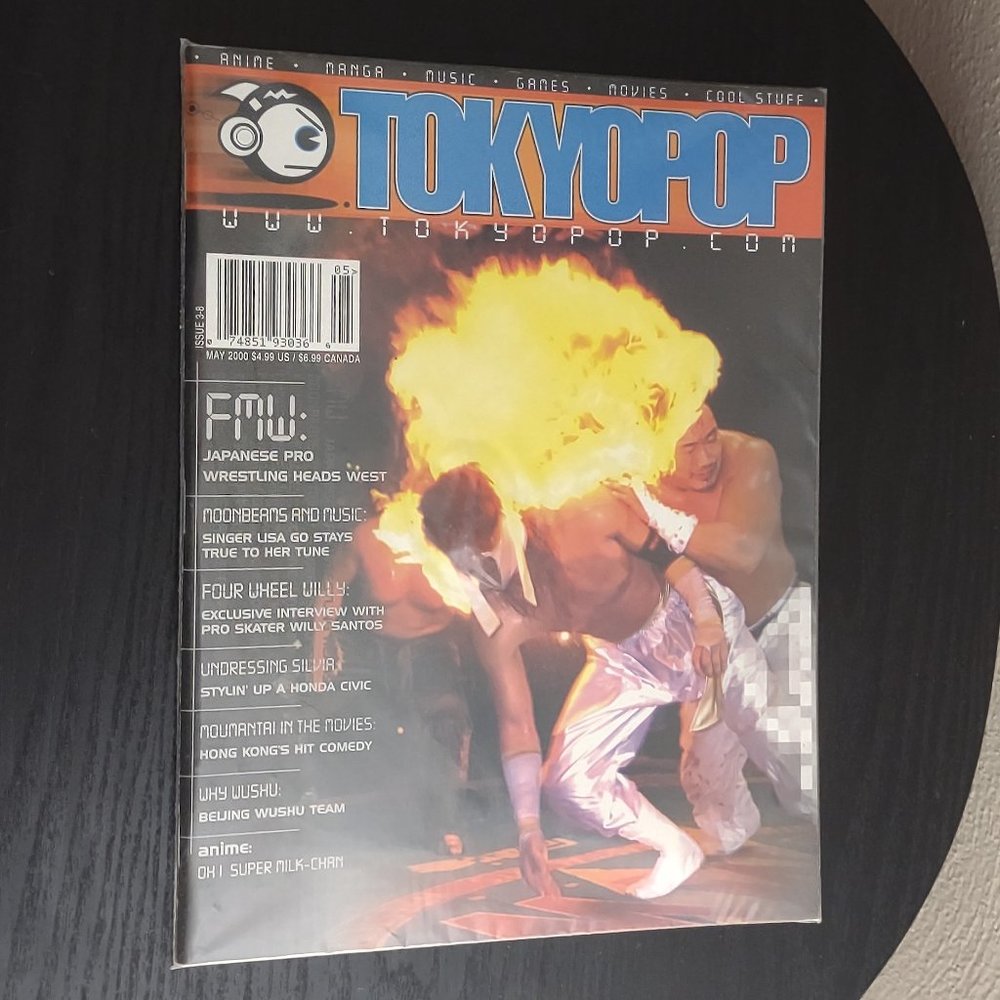 • ANIME • MANGA • MUSIC • GAMES • MOVIES • COOL STUFF •
TOKYOPOP
WWW.TOKYOPOP.COM
05>
0 74851 93036 6
ISSUE 3-8
MAY 2000 $4.99 US / $6.99 CANADA
FMW:
JAPANESE PRO
WRESTLING HEADS WEST
MOONBEAMS AND MUSIC:
SINGER LISA GO STAYS
TRUE TO HER TUNE
FOUR WHEEL WILLY:
EXCLUSIVE INTERVIEW WITH
PRO SKATER WILLY SANTOS
UNDRESSING SILVIA:
STYLIN' UP A HONDA CIVIC
MOUMANTAI IN THE MOVIES:
HONG KONG'S HIT COMEDY
WHY WUSHU:
BEIJING WUSHU TEAM
anime:
OH! SUPER MILK-CHAN